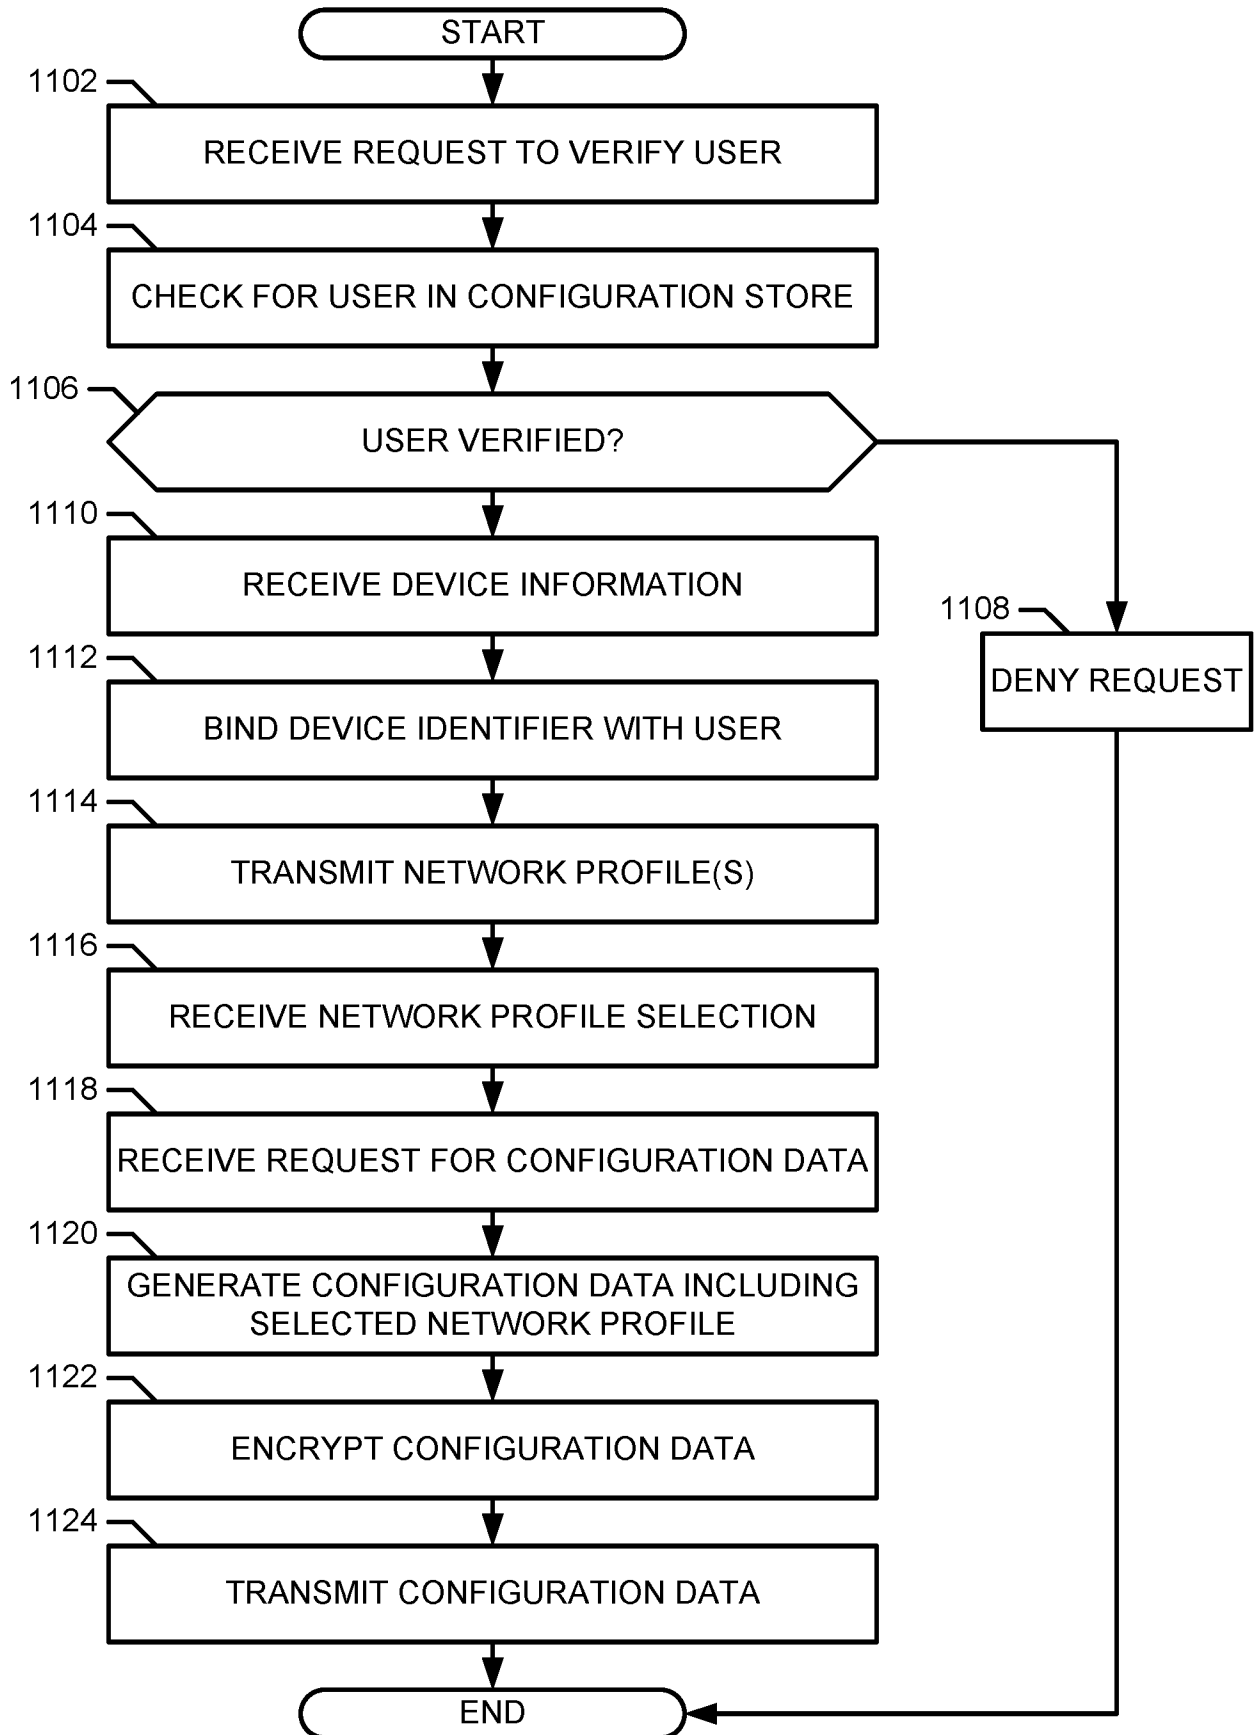 START
1102
RECEIVE REQUEST TO VERIFY USER
1104
CHECK FOR USER IN CONFIGURATION STORE
1106
USER VERIFIED?
1110
RECEIVE DEVICE INFORMATION
1108
DENY REQUEST
1112
BIND DEVICE IDENTIFIER WITH USER
1114
TRANSMIT NETWORK PROFILE(S)
1116
RECEIVE NETWORK PROFILE SELECTION
1118
RECEIVE REQUEST FOR CONFIGURATION DATA
1120
GENERATE CONFIGURATION DATA INCLUDING
SELECTED NETWORK PROFILE
1122
ENCRYPT CONFIGURATION DATA
1124
TRANSMIT CONFIGURATION DATA
END